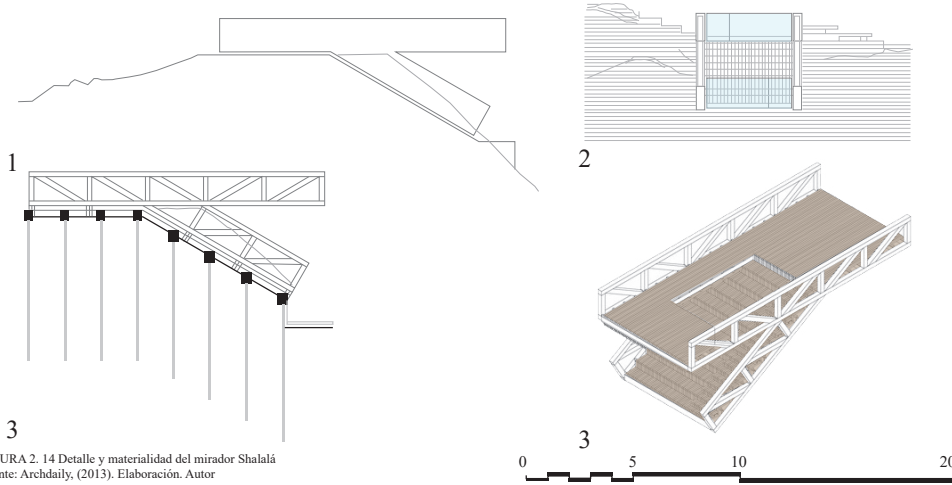 1
2
3
3
URA 2. 14 Detalle y materialidad del mirador Shalalá
nte: Archdaily, (2013). Elaboración. Autor
0 5 10 20